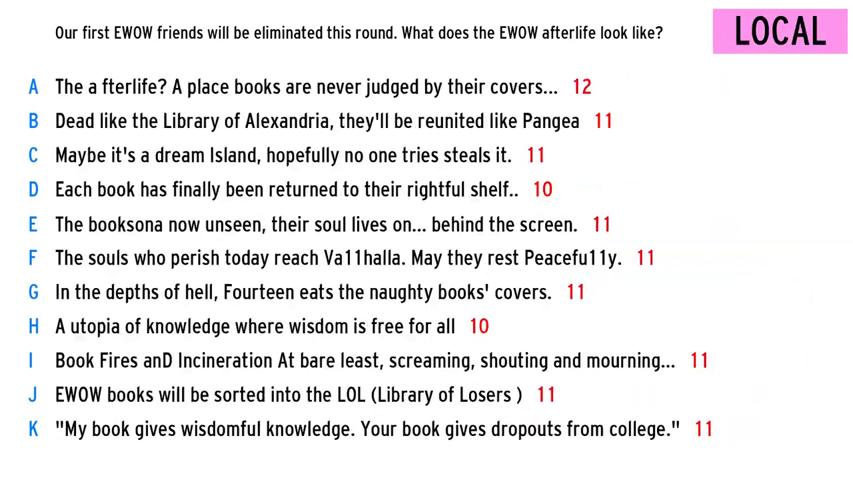 Our first EWOW friends will be eliminated this round. What does the EWOW afterlife look like?
LOCAL
A The a fterlife? A place books are never judged by their covers... 12
B Dead like the Library of Alexandria, they'll be reunited like Pangea 11
C Maybe it's a dream Island, hopefully no one tries steals it. 11
D Each book has finally been returned to their rightful shelf.. 10
E The booksona now unseen, their soul lives on... behind the screen. 11
F The souls who perish today reach Va11halla. May they rest Peacefu11y. 11
G In the depths of hell, Fourteen eats the naughty books' covers. 11
H A utopia of knowledge where wisdom is free for all 10
I Book Fires anD Incineration At bare least, screaming, shouting and mourning... 11
J EWOW books will be sorted into the LOL (Library of Losers ) 11
K "My book gives wisdomful knowledge. Your book gives dropouts from college." 11